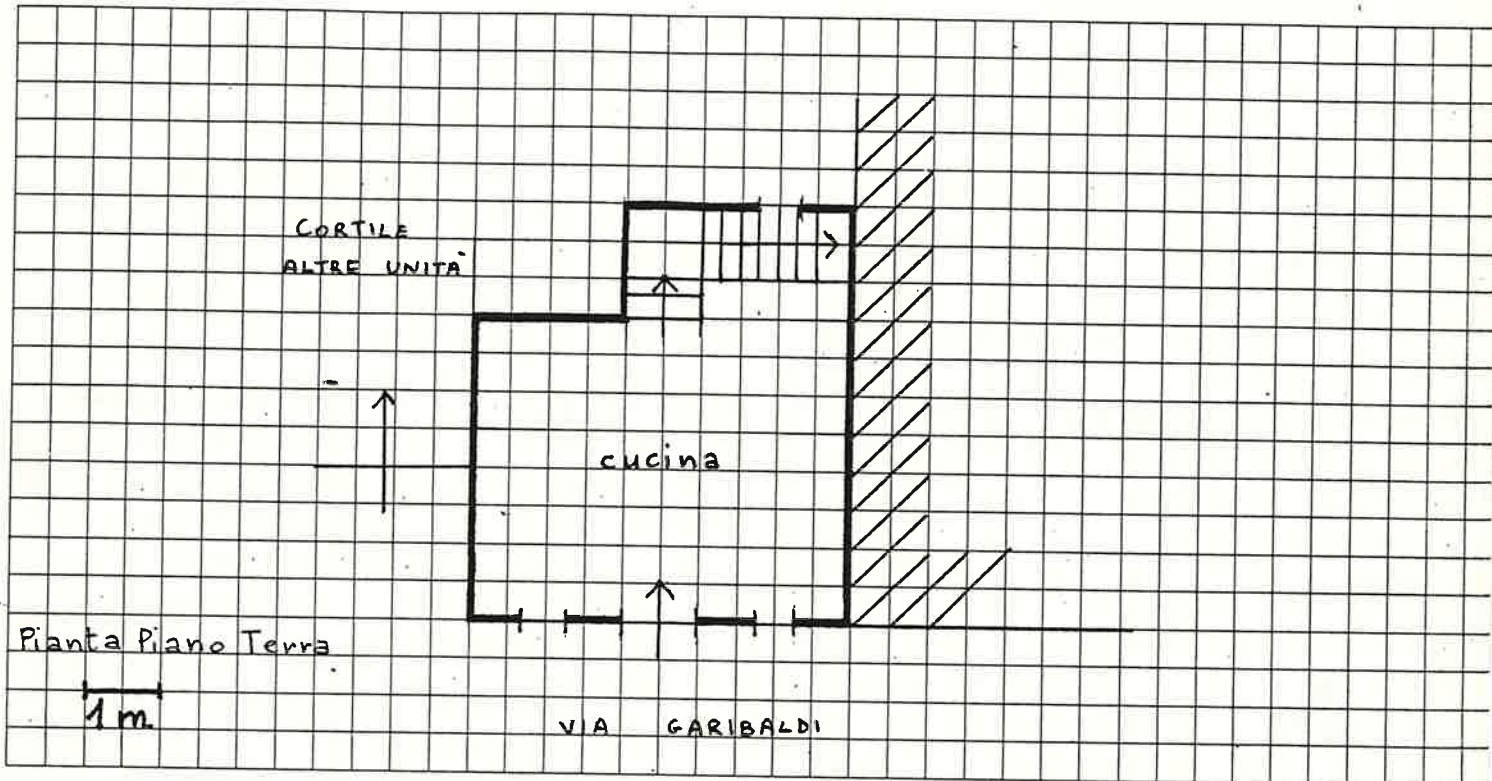 CORTILE
ALTRE UNITÀ
cucina
Pianta Piano Terra
1 m
VIA GARIBALDI